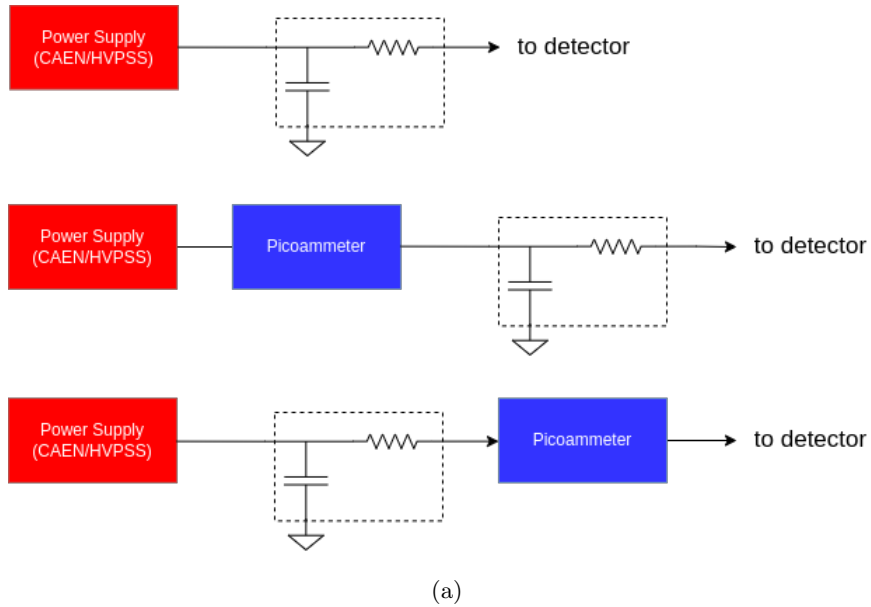 Power Supply
(CAEN/HVPSS)
to detector
Power Supply
(CAEN/HVPSS)
Picoammeter
to detector
Power Supply
(CAEN/HVPSS)
Picoammeter
to detector
(a)